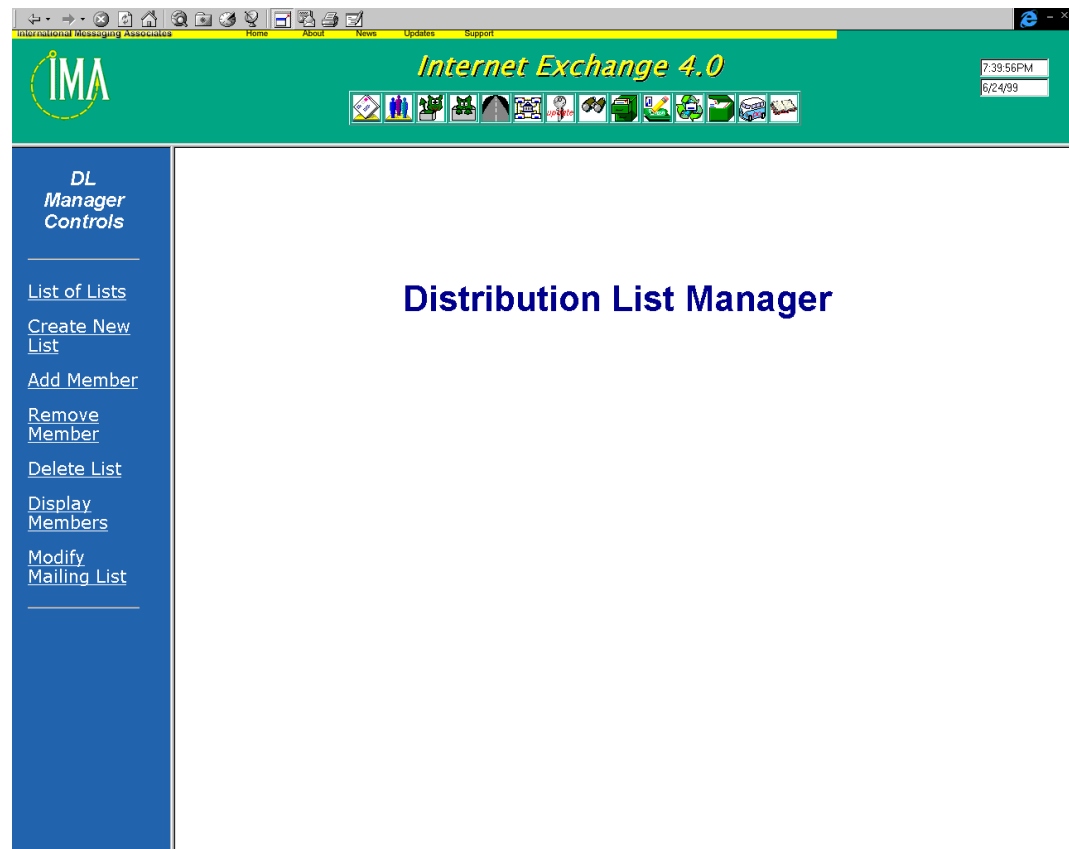 International Messaging Associates
Home About News Updates Support
IMA
Internet Exchange 4.0
7:39:56PM
6/24/99
update
DL
Manager
Controls
List of Lists
Create New
List
Add Member
Remove
Member
Delete List
Display
Members
Modify
Mailing List
Distribution List Manager